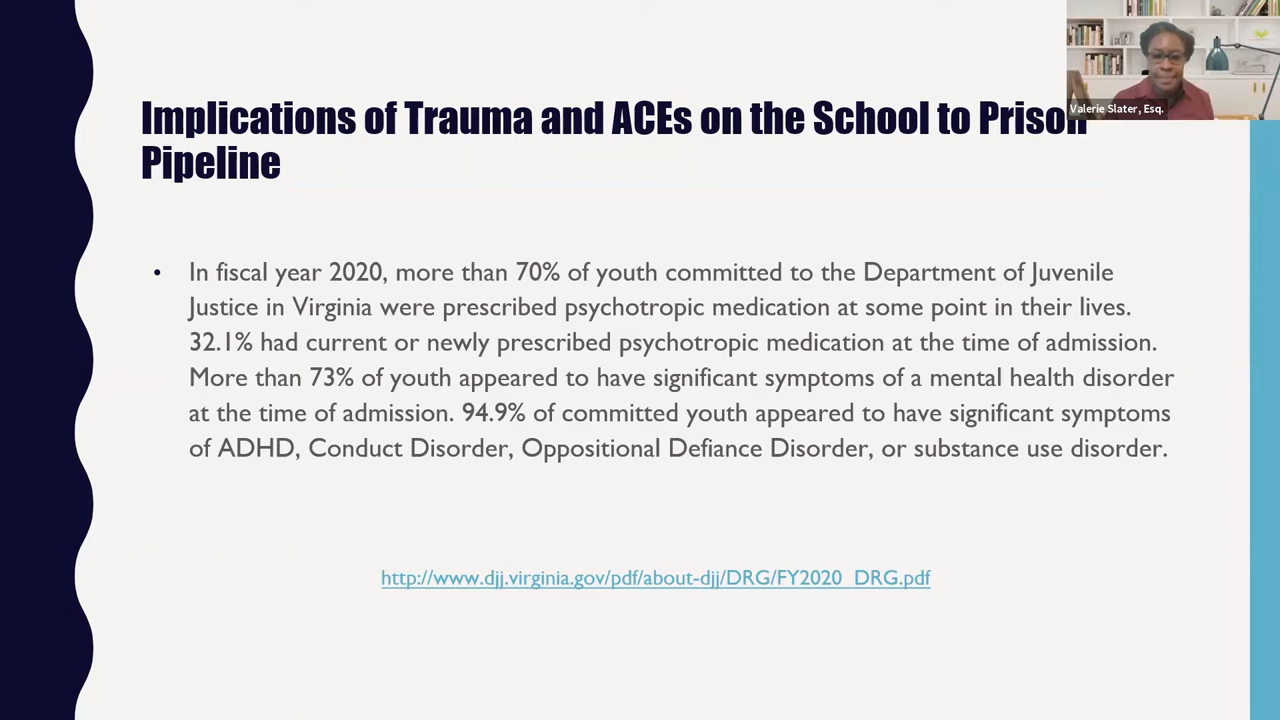 Implications of Trauma and ACEs on the School to Prison
Pipeline
Valerie Slater, Esq.
• In fiscal year 2020, more than 70% of youth committed to the Department of Juvenile
Justice in Virginia were prescribed psychotropic medication at some point in their lives.
32.1% had current or newly prescribed psychotropic medication at the time of admission.
More than 73% of youth appeared to have significant symptoms of a mental health disorder
at the time of admission. 94.9% of committed youth appeared to have significant symptoms
of ADHD, Conduct Disorder, Oppositional Defiance Disorder, or substance use disorder.
http://www.djj.virginia.gov/pdf/about-djj/DRG/FY2020_DRG.pdf